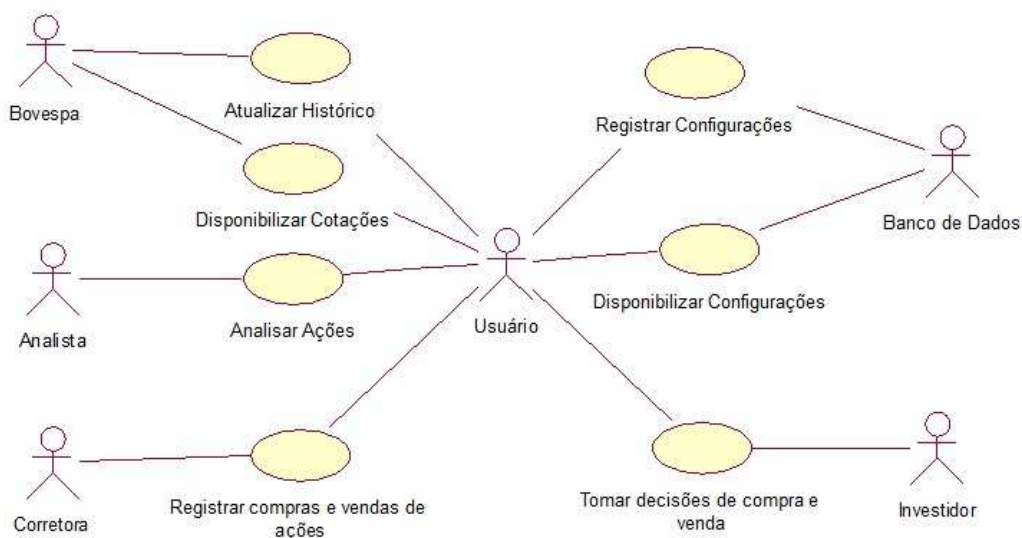 Bovespa
Atualizar Histórico
Registrar Configurações
Disponibilizar Cotações
Banco de Dados
Analista
Analisar Ações
Usuário
Disponibilizar Configurações
Corretora
Registrar compras e vendas de
ações
Tomar decisões de compra e
venda
Investidor